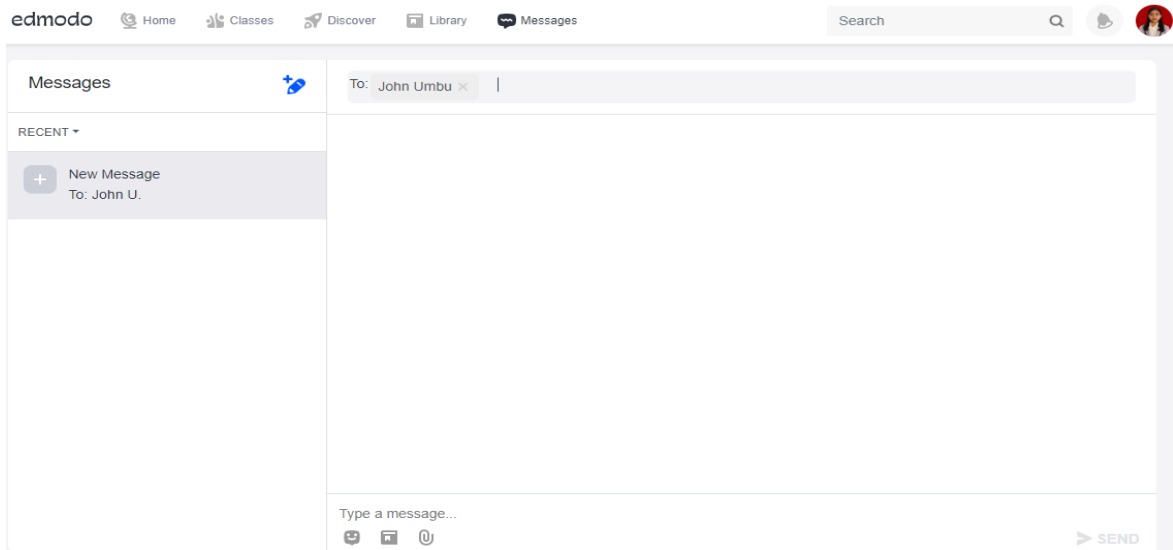 edmodo Home Classes Discover Library Messages Search
Messages
To: John Umbu
RECENT
New Message
To: John U.
Type a message...
SEND